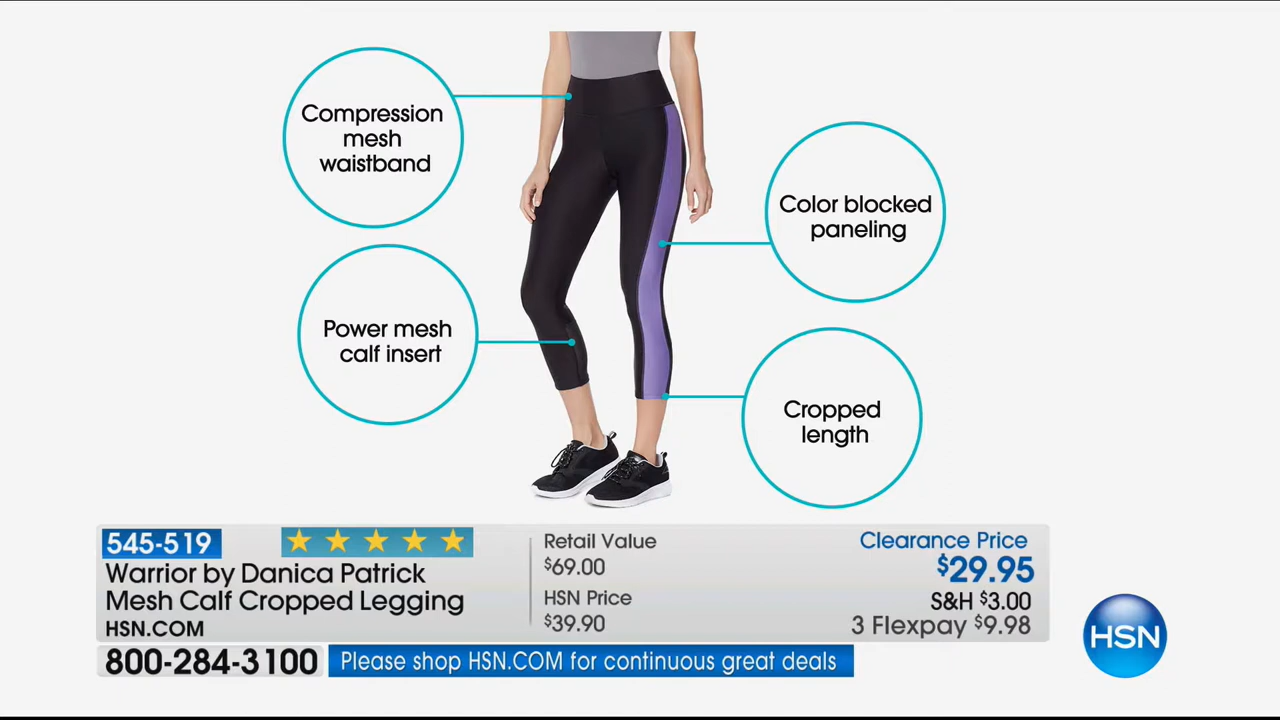 Compression
mesh
waistband
Color blocked
paneling
Power mesh
calf insert
Cropped
length
545-519
Warrior by Danica Patrick
Mesh Calf Cropped Legging
HSN.COM
Retail Value
$69.00
HSN Price
$39.90
Clearance Price
$29.95
S&H $3.00
3 Flexpay $9.98
800-284-3100
Please shop HSN.COM for continuous great deals
HSN